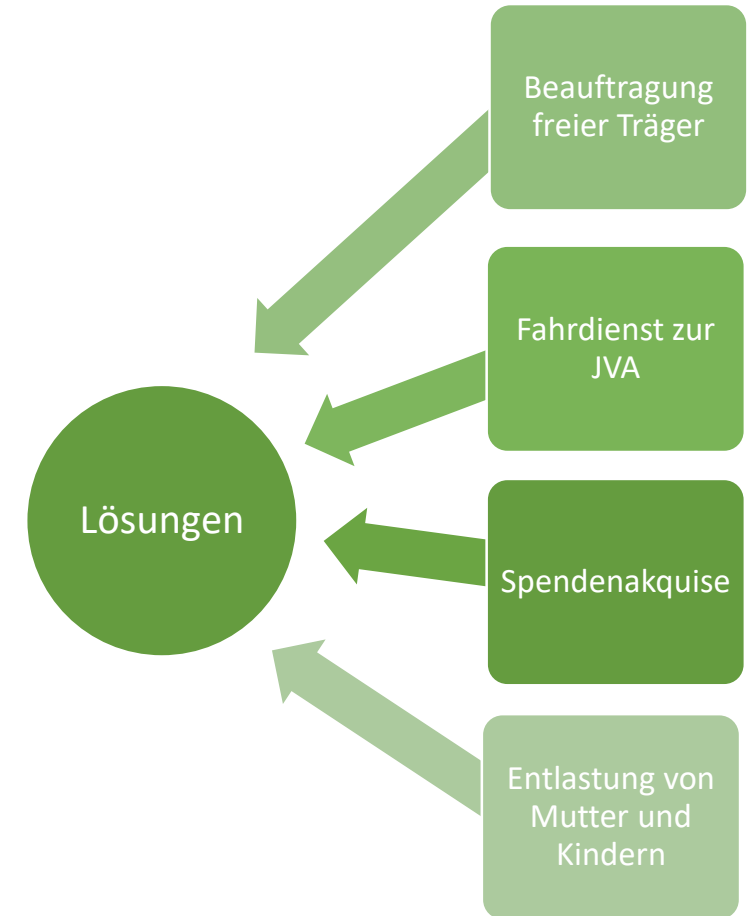 Beauftragung
freier Träger
Fahrdienst zur
JVA
Lösungen
Spendenakquise
Entlastung von
Mutter und
Kindern